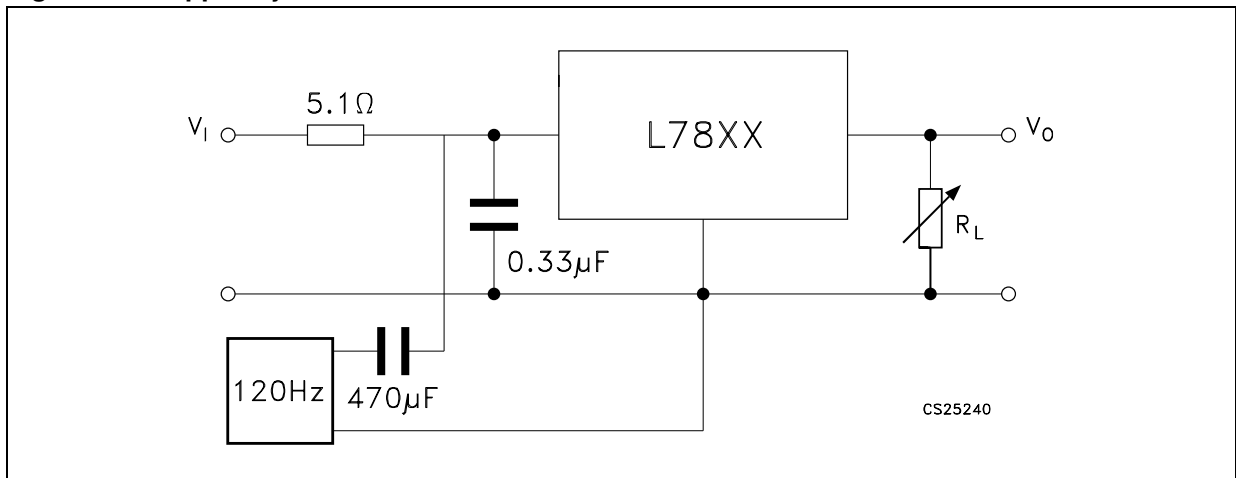 5.1Ω
V_I
L78XX
V_O
R_L
0.33µF
120Hz
470µF
CS25240